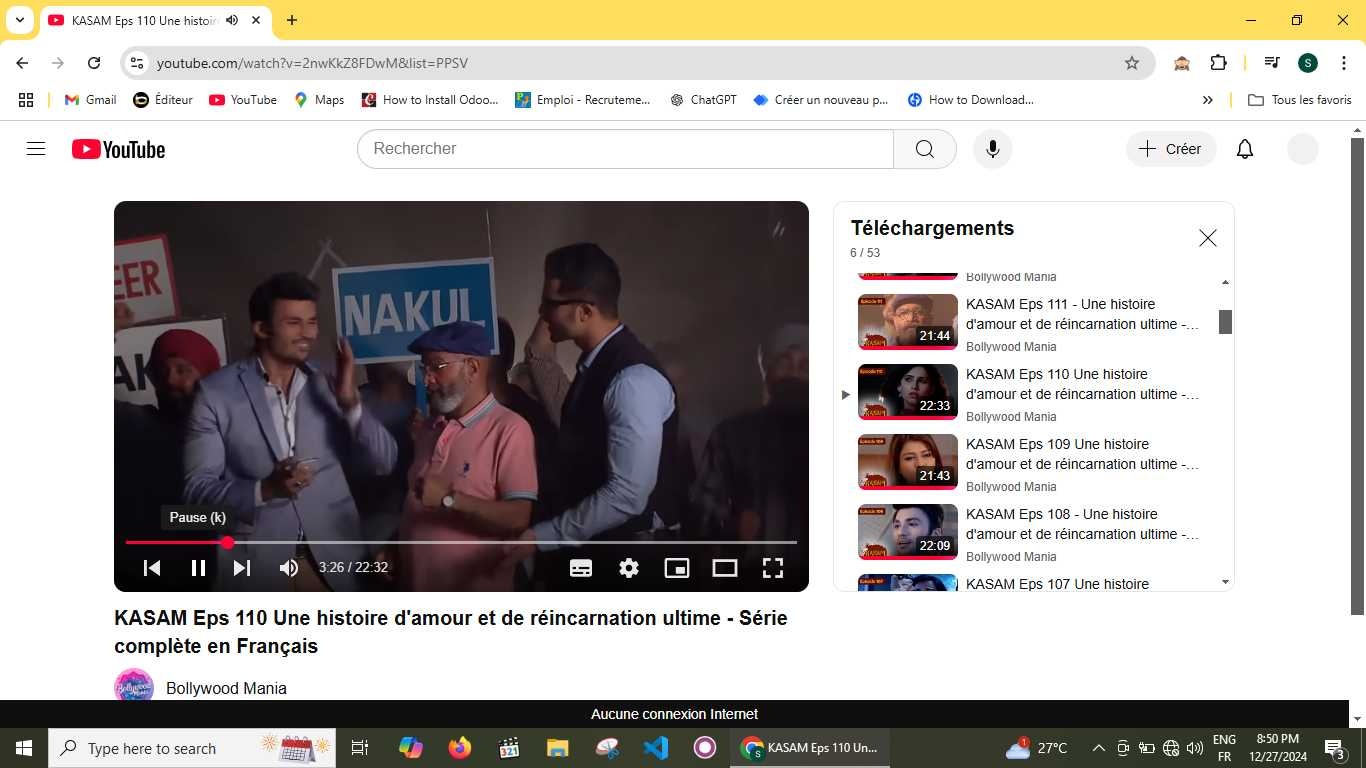 KASAM Eps 110 Une histoir
youtube.com/watch?v=2nwKkZ8FDwM&list=PPSV
S
Gmail
Éditeur
YouTube
Maps
How to Install Odoo...
Emploi - Recruteme...
ChatGPT
Créer un nouveau p...
How to Download...
Tous les favoris
YouTube
Rechercher
Créer
EER
AK
NAKUL
Pause (k)
3:26 / 22:32
Téléchargements
6 / 53
Bollywood Mania
KASAM Eps 111 - Une histoire
d'amour et de réincarnation ultime -...
Bollywood Mania
21:44
KASAM Eps 110 Une histoire
d'amour et de réincarnation ultime -...
Bollywood Mania
22:33
KASAM Eps 109 Une histoire
d'amour et de réincarnation ultime -...
Bollywood Mania
21:43
KASAM Eps 108 - Une histoire
d'amour et de réincarnation ultime -...
Bollywood Mania
22:09
KASAM Eps 107 Une histoire
KASAM Eps 110 Une histoire d'amour et de réincarnation ultime - Série
complète en Français
Bollywood Mania
Aucune connexion Internet
Type here to search
321
KASAM Eps 110 Un...
27°C
ENG
FR
8:50 PM
12/27/2024
3